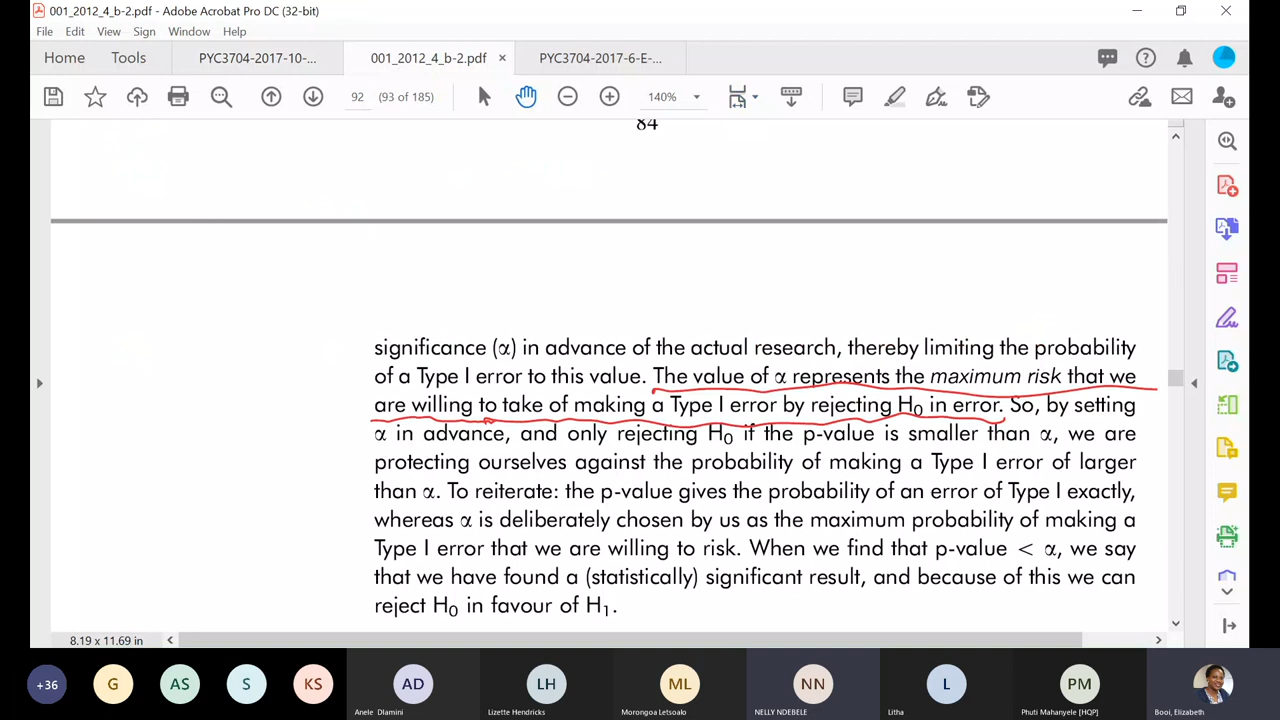 001_2012_4_b-2.pdf - Adobe Acrobat Pro DC (32-bit)
File Edit View Sign Window Help
Home Tools PYC3704-2017-10-... 001_2012_4_b-2.pdf × PYC3704-2017-6-E-...
92 (93 of 185) 140%
84
significance (α) in advance of the actual research, thereby limiting the probability
of a Type I error to this value. The value of α represents the maximum risk that we
are willing to take of making a Type I error by rejecting H0 in error. So, by setting
α in advance, and only rejecting H0 if the p-value is smaller than α, we are
protecting ourselves against the probability of making a Type I error of larger
than α. To reiterate: the p-value gives the probability of an error of Type I exactly,
whereas α is deliberately chosen by us as the maximum probability of making a
Type I error that we are willing to risk. When we find that p-value < α, we say
that we have found a (statistically) significant result, and because of this we can
reject H0 in favour of H1.
8.19 x 11.69 in
+36 G AS S KS AD LH ML NN L PM
Anele Dlamini Lizette Hendricks Morongoa Letsoalo NELLY NDEBELE Litha Phuti Mahanyele [HQP] Booi, Elizabeth